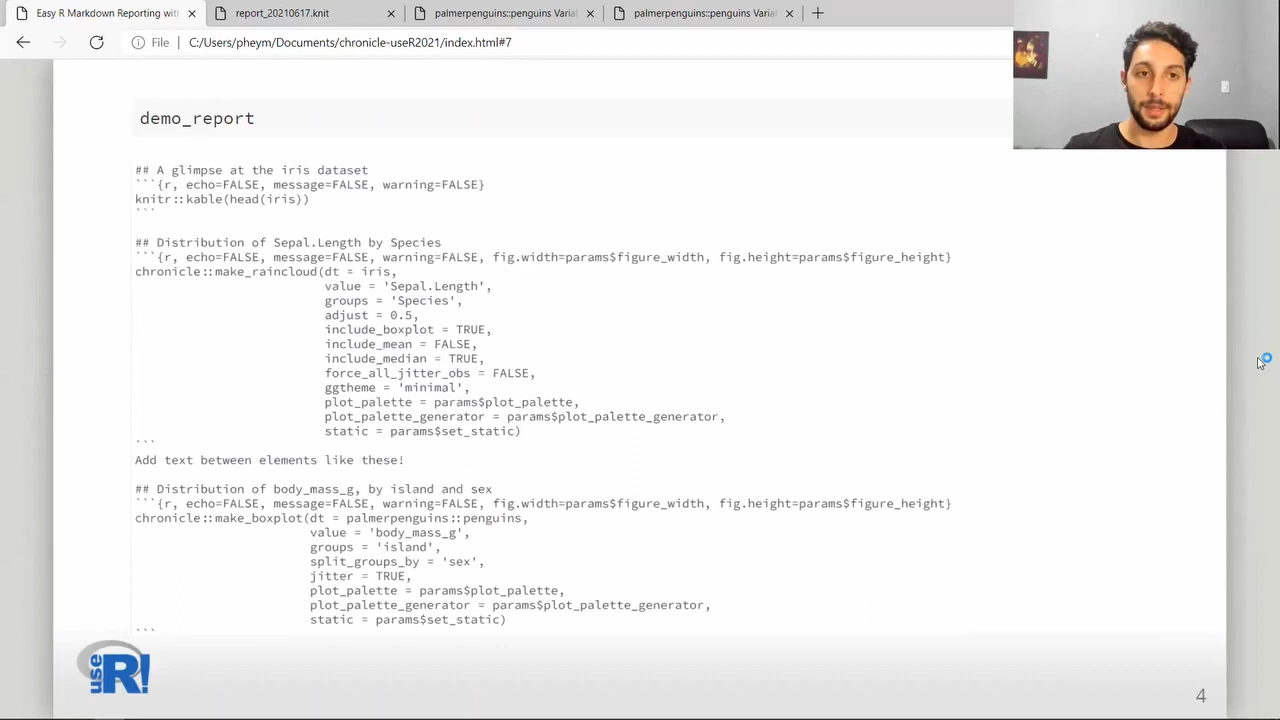 Easy R Markdown Reporting with
report_20210617.knit
palmerpenguins::penguins Varial
palmerpenguins::penguins Varial
File
C:/Users/pheym/Documents/chronicle-useR2021/index.html#7
demo_report
## A glimpse at the iris dataset
```{r, echo=FALSE, message=FALSE, warning=FALSE}
knitr::kable(head(iris))
```
## Distribution of Sepal.Length by Species
```{r, echo=FALSE, message=FALSE, warning=FALSE, fig.width=params$figure_width, fig.height=params$figure_height}
chronicle::make_raincloud(dt = iris,
value = 'Sepal.Length',
groups = 'Species',
adjust = 0.5,
include_boxplot = TRUE,
include_mean = FALSE,
include_median = TRUE,
force_all_jitter_obs = FALSE,
ggtheme = 'minimal',
plot_palette = params$plot_palette,
plot_palette_generator = params$plot_palette_generator,
static = params$set_static)
```
Add text between elements like these!
## Distribution of body_mass_g, by island and sex
```{r, echo=FALSE, message=FALSE, warning=FALSE, fig.width=params$figure_width, fig.height=params$figure_height}
chronicle::make_boxplot(dt = palmerpenguins::penguins,
value = 'body_mass_g',
groups = 'island',
split_groups_by = 'sex',
jitter = TRUE,
plot_palette = params$plot_palette,
plot_palette_generator = params$plot_palette_generator,
static = params$set_static)
```
use R!
4